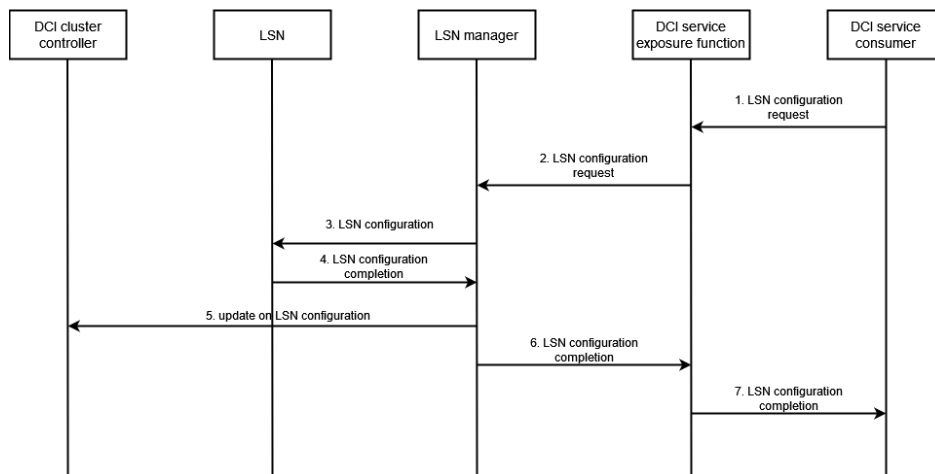 DCI cluster
controller
LSN
LSN manager
DCI service
exposure function
DCI service
consumer
1. LSN configuration
request
2. LSN configuration
request
3. LSN configuration
4. LSN configuration
completion
5. update on LSN configuration
6. LSN configuration
completion
7. LSN configuration
completion